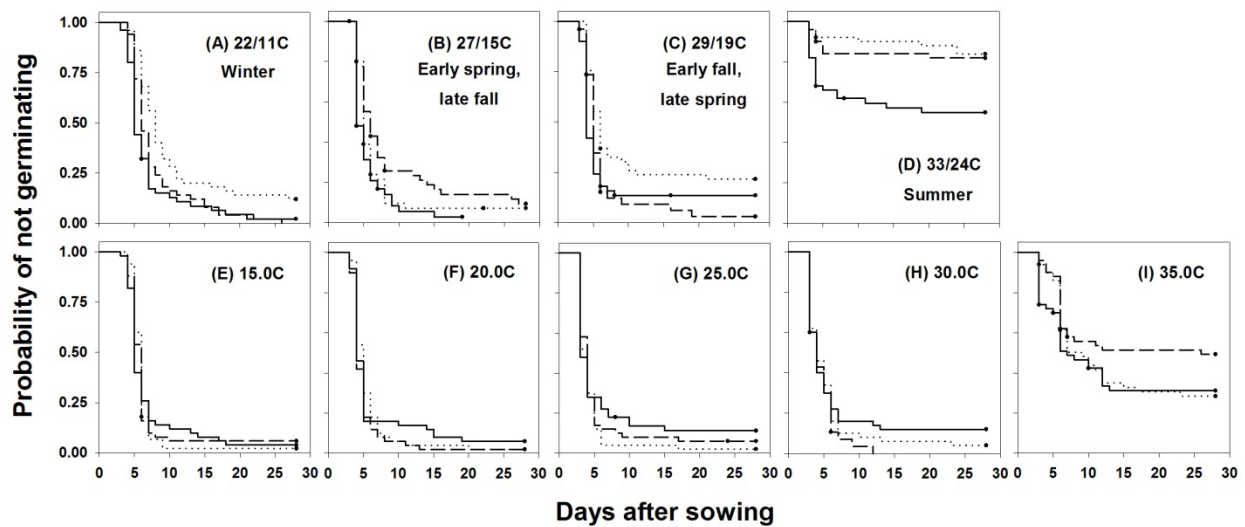 Probability of not germinating
1.00
0.75
0.50
0.25
0.00
(A) 22/11C
Winter
(B) 27/15C
Early spring,
late fall
(C) 29/19C
Early fall,
late spring
(D) 33/24C
Summer
1.00
0.75
0.50
0.25
0.00
(E) 15.0C
(F) 20.0C
(G) 25.0C
(H) 30.0C
(I) 35.0C
0 5 10 15 20 25 30
0 5 10 15 20 25 30
0 5 10 15 20 25 30
0 5 10 15 20 25 30
0 5 10 15 20 25 30
Days after sowing